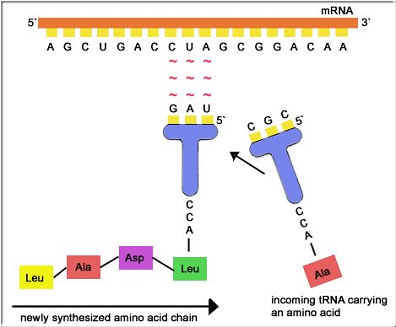 mRNA
5` 3`
A G C U G A C C U A G C G G A C A A
~ ~ ~
~ ~ ~
~ ~ ~
G A U 5`
C G C 5`
C
C
A
C
C
A
Leu Ala Asp Leu
Ala
newly synthesized amino acid chain
incoming tRNA carrying
an amino acid